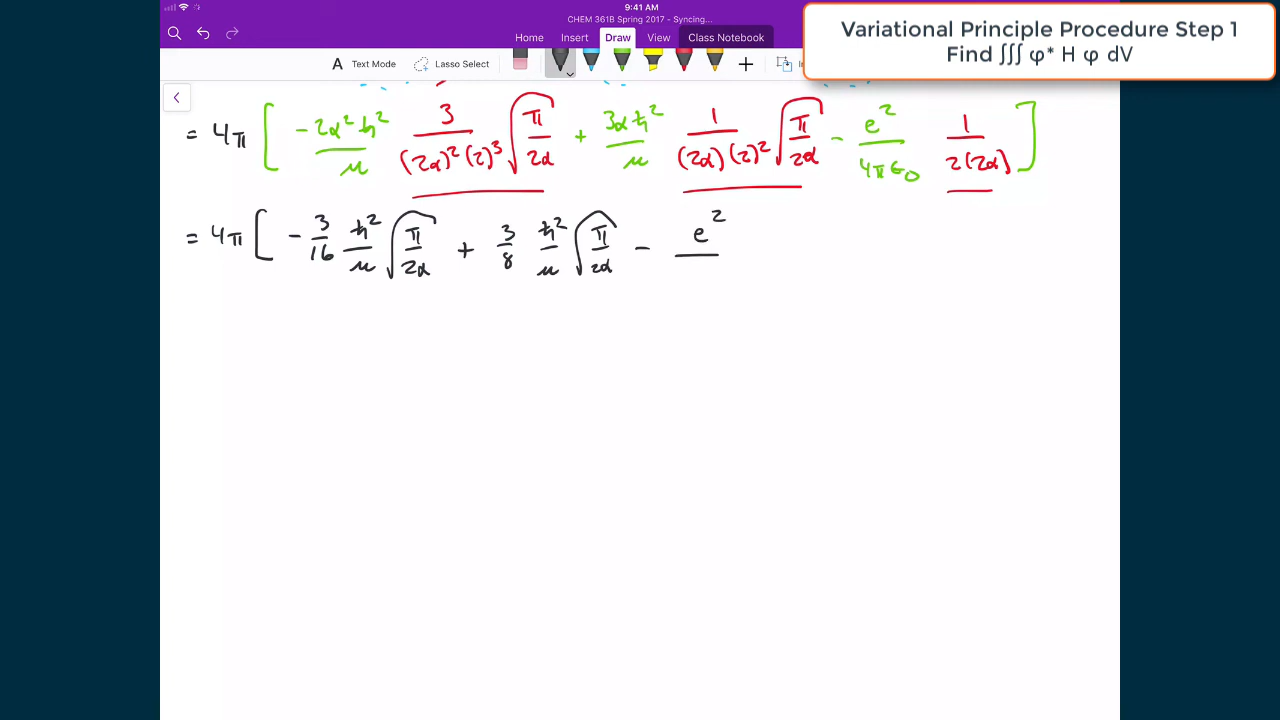 9:41 AM
CHEM 361B Spring 2017 - Syncing...
Variational Principle Procedure Step 1
Find ∫∫∫ φ* H φ dV
Home Insert Draw View Class Notebook
A Text Mode Lasso Select
= 4π [ -2α²ħ²/μ 3/((2α)²(2)³) √(π/2α) + 3αħ²/μ 1/((2α)(2)²) √(π/2α) - e²/4πϵ₀ 1/2(2α) ]
= 4π [ - 3/16 ħ²/μ √(π/2α) + 3/8 ħ²/μ √(π/2α) - e²/